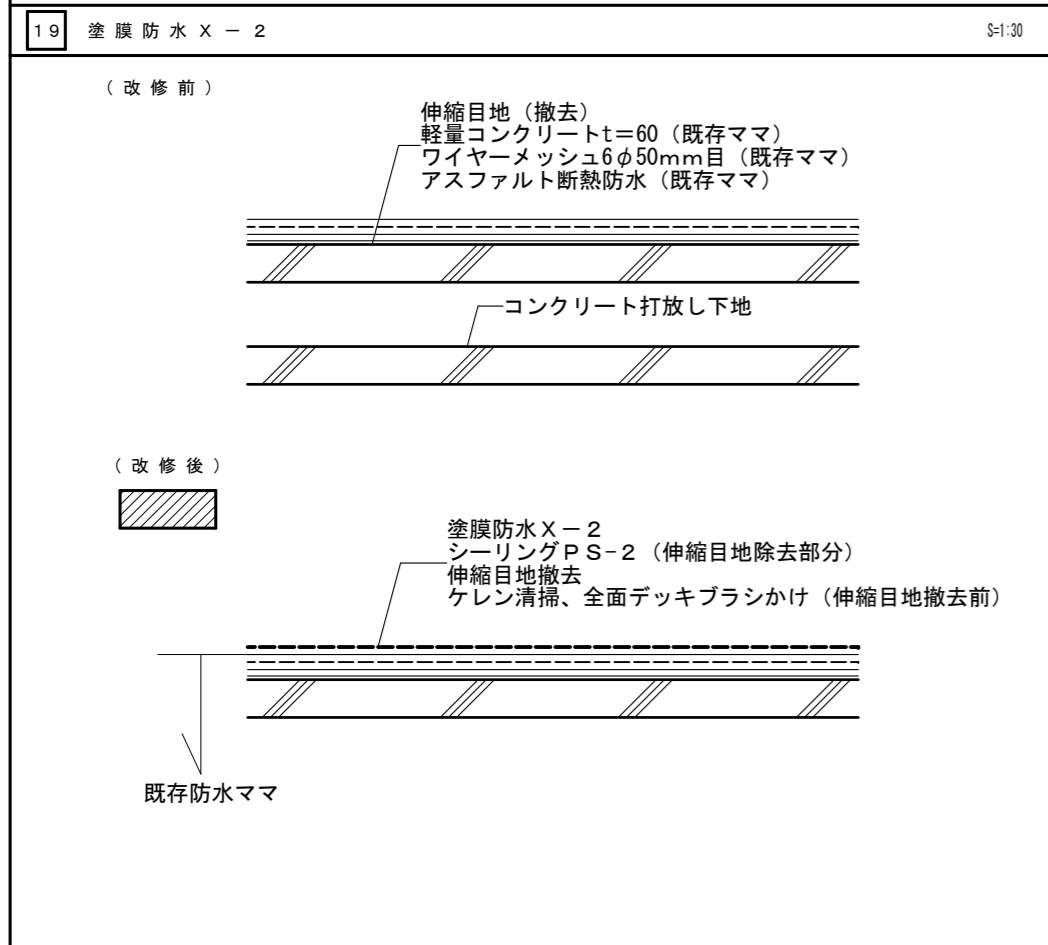 19 塗膜防水X－2 S=1:30
（改修前）
伸縮目地（撤去）
軽量コンクリートt＝60（既存ママ）
ワイヤーメッシュ6φ50mm目（既存ママ）
アスファルト断熱防水（既存ママ）
コンクリート打放し下地
（改修後）
塗膜防水X－2
シーリングPS-2（伸縮目地除去部分）
伸縮目地撤去
ケレン清掃、全面デッキブラシかけ（伸縮目地撤去前）
既存防水ママ